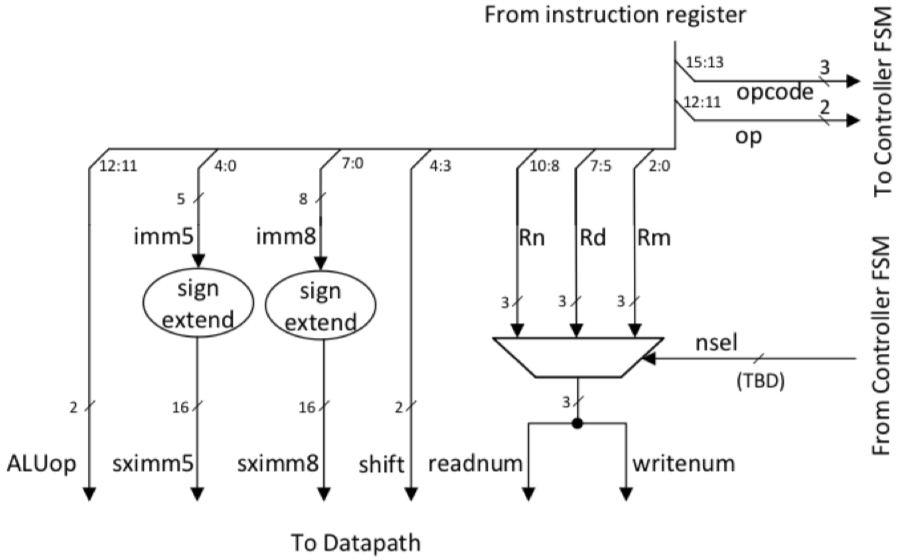 From instruction register
15:13
3
opcode
12:11
2
op
To Controller FSM
12:11
4:0
7:0
4:3
10:8
7:5
2:0
5
8
imm5
imm8
Rn
Rd
Rm
sign
extend
sign
extend
3
3
3
nsel
(TBD)
From Controller FSM
2
16
16
2
3
ALUop
sximm5
sximm8
shift
readnum
writenum
To Datapath